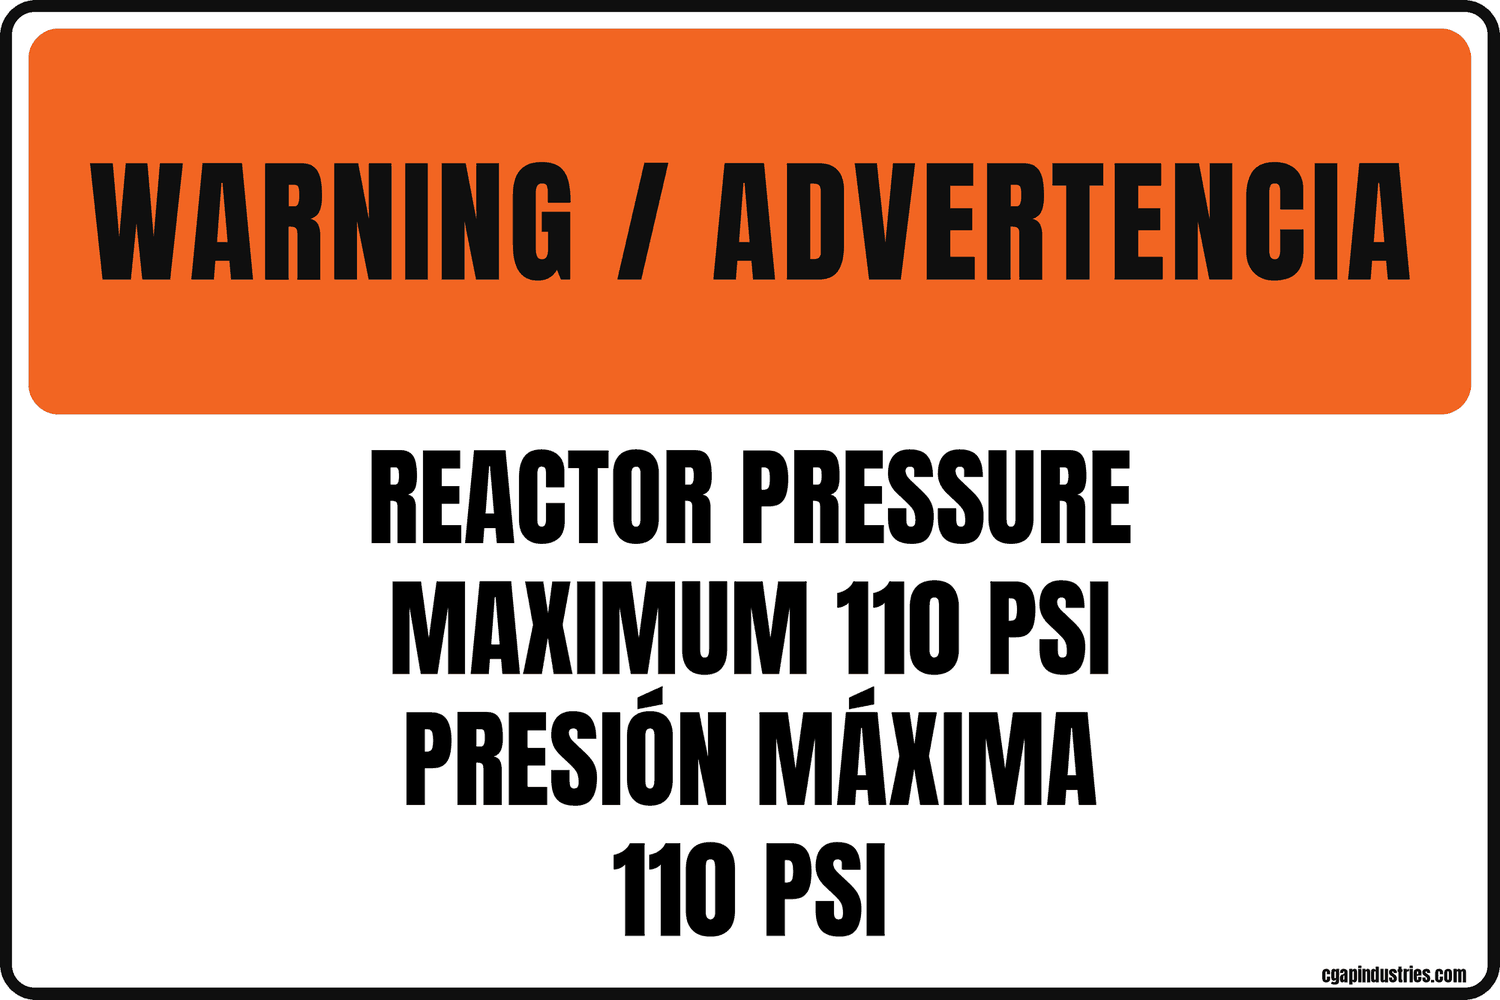 WARNING / ADVERTENCIA
REACTOR PRESSURE
MAXIMUM 110 PSI
PRESIÓN MÁXIMA
110 PSI
cgapindustries.com